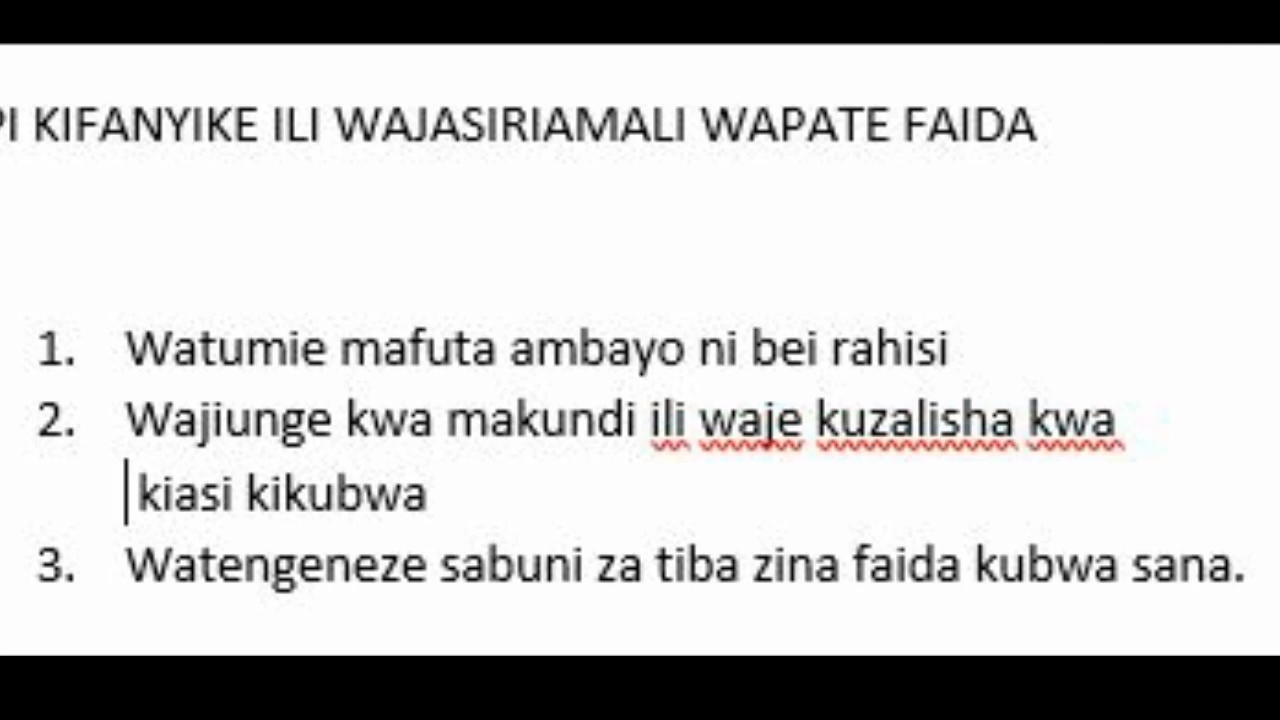 PI KIFANYIKE ILI WAJASIRIAMALI WAPATE FAIDA
1. Watumie mafuta ambayo ni bei rahisi
2. Wajiunge kwa makundi ili waje kuzalisha kwa
kiasi kikubwa
3. Watengeneze sabuni za tiba zina faida kubwa sana.